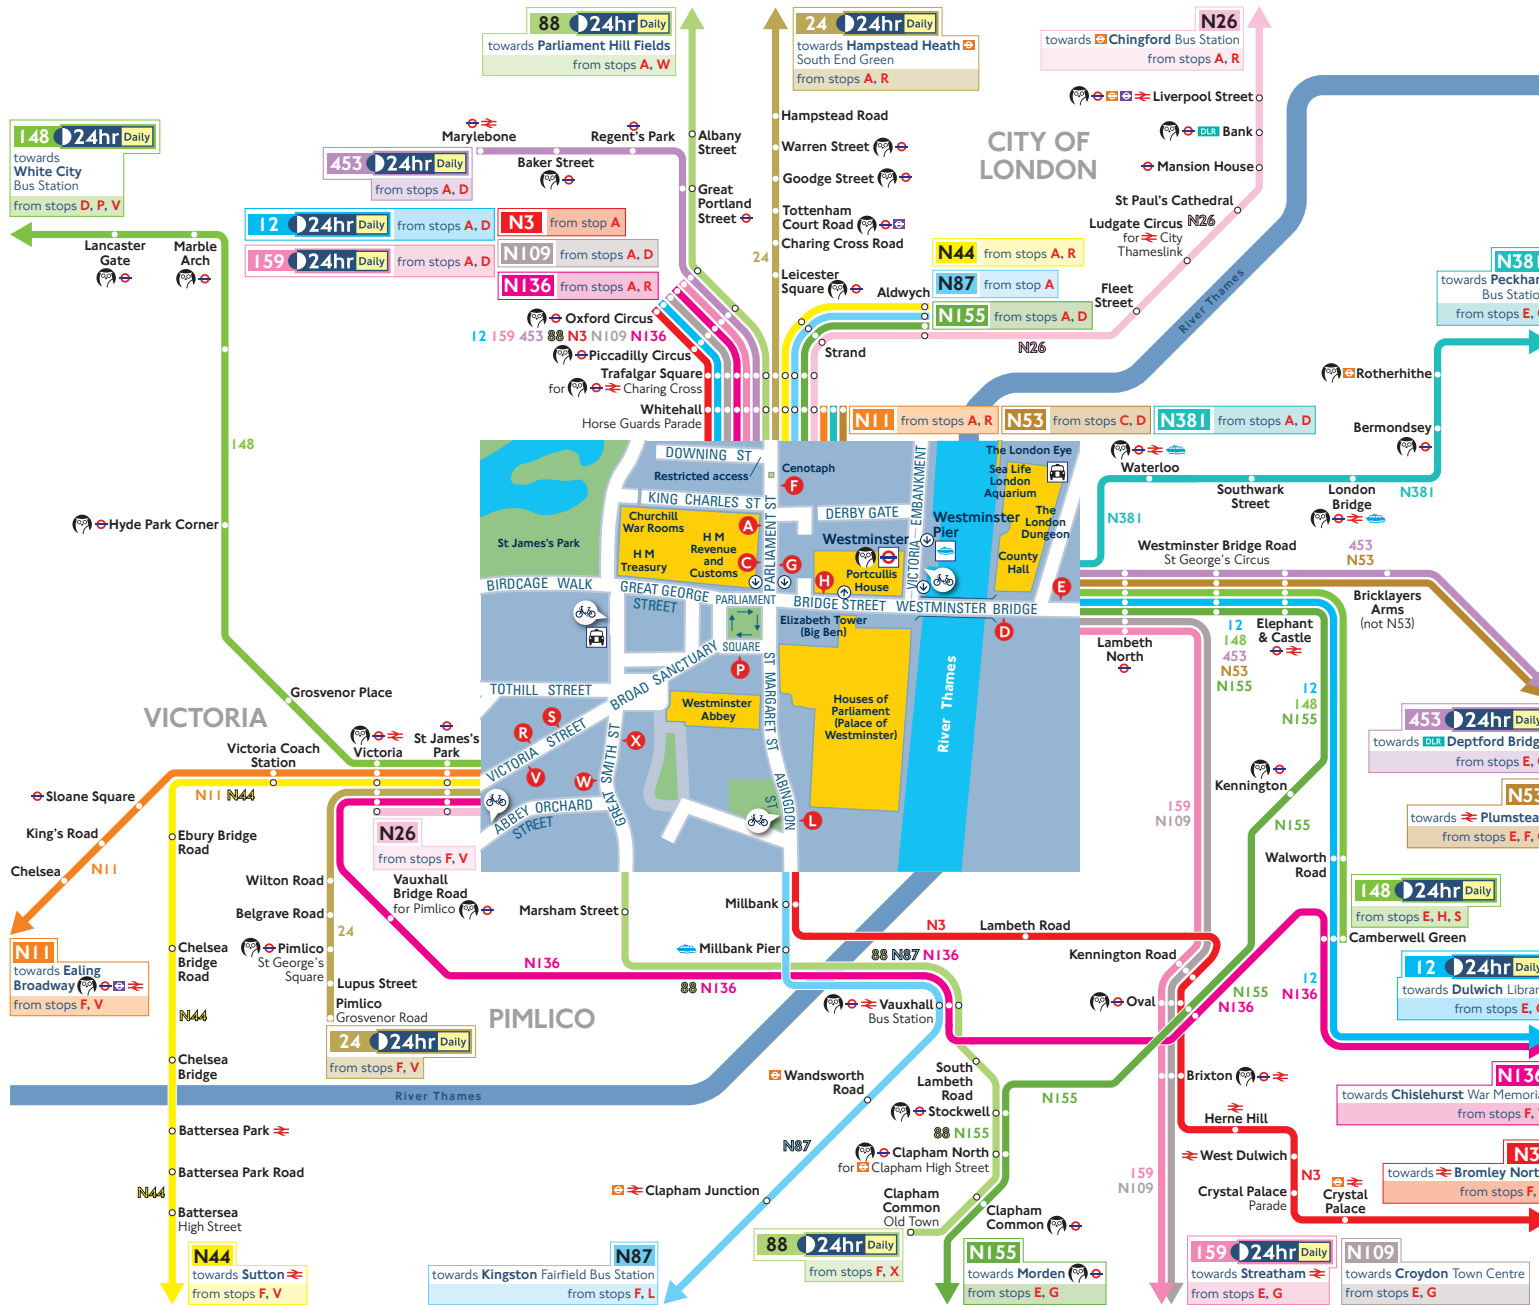 88 24hr Daily
towards Parliament Hill Fields
from stops A, W
24 24hr Daily
towards Hampstead Heath
South End Green
from stops A, R
N26
towards Chingford Bus Station
from stops A, R
148 24hr Daily
towards
White City
Bus Station
from stops D, P, V
Marylebone
Regent's Park
Baker Street
453 24hr Daily
from stops A, D
Albany
Street
Great
Portland
Street
Hampstead Road
Warren Street
Goodge Street
Tottenham
Court Road
Charing Cross Road
24
Leicester
Square
CITY OF
LONDON
Liverpool Street
DLR Bank
Mansion House
St Paul's Cathedral
N26
Ludgate Circus
for City
Thameslink
Fleet
Street
River Thames
12 24hr Daily
from stops A, D
N3
from stop A
159 24hr Daily
from stops A, D
N109
from stops A, D
N136
from stops A, R
N44
from stops A, R
N87
from stop A
N155
from stops A, D
Aldwych
N26
Strand
Lancaster
Gate
Marble
Arch
Oxford Circus
12 159 453 88 N3 N109 N136
Piccadilly Circus
Trafalgar Square
for Charing Cross
Whitehall
Horse Guards Parade
N11
from stops A, R
N53
from stops C, D
N381
from stops A, D
N381
towards Peckham
Bus Statio
from stops E,
Rotherhithe
Bermondsey
Waterloo
Southwark
Street
London
Bridge
N381
N381
148
Hyde Park Corner
DOWNING ST
Restricted access
Cenotaph
F
KING CHARLES ST
PARLIAMENT ST
DERBY GATE
VICTORIA EMBANKMENT
The London Eye
Sea Life
London
Aquarium
The
London
Dungeon
County
Hall
Westminster
Pier
Churchill
War Rooms
H M
Treasury
H M
Revenue
and
Customs
A
C
G
H
E
D
Westminster
Portcullis
House
St James's Park
BIRDCAGE WALK
GREAT GEORGE
STREET
PARLIAMENT
SQUARE
BRIDGE STREET
WESTMINSTER BRIDGE
Elizabeth Tower
(Big Ben)
P
BROAD SANCTUARY
ST MARGARET ST
TOTHILL STREET
Westminster
Abbey
Houses of
Parliament
(Palace of
Westminster)
River Thames
R
S
X
V
W
L
VICTORIA STREET
GREAT SMITH ST
ABBEY ORCHARD
STREET
ABINGDON
ST
Westminster Bridge Road
St George's Circus
453
N53
Bricklayers
Arms
(not N53)
Lambeth
North
12
148
453
N53
N155
Elephant
& Castle
12
148
N155
453 24hr Daily
towards DLR Deptford Bridg
from stops E,
N53
towards Plumstea
from stops E, F,
Kennington
159
N109
N155
Walworth
Road
148 24hr Daily
from stops E, H, S
Camberwell Green
VICTORIA
Grosvenor Place
Victoria Coach
Station
Victoria
St James's
Park
N11 N44
Sloane Square
King's Road
N11
Chelsea
N11
towards Ealing
Broadway
from stops F, V
Ebury Bridge
Road
N26
from stops F, V
Vauxhall
Bridge Road
for Pimlico
Wilton Road
Belgrave Road
24
Pimlico
St George's
Square
Lupus Street
Pimlico
Grosvenor Road
24 24hr Daily
from stops F, V
Chelsea
Bridge
Road
N44
Chelsea
Bridge
River Thames
PIMLICO
Marsham Street
Millbank
Millbank Pier
N136
88 N136
88 N87 N136
N3
Lambeth Road
Kennington Road
Vauxhall
Bus Station
Oval
N155
N136
12
N136
12 24hr Daily
towards Dulwich Librar
from stops E,
N136
towards Chislehurst War Memoria
from stops F,
Battersea Park
Battersea Park Road
N44
Battersea
High Street
N44
towards Sutton
from stops F, V
Wandsworth
Road
South
Lambeth
Road
Stockwell
88 N155
N155
Clapham North
for Clapham High Street
N87
Clapham Junction
Clapham
Common
Old Town
Clapham
Common
N87
towards Kingston Fairfield Bus Station
from stops F, L
88 24hr Daily
from stops F, X
N155
towards Morden
from stops E, G
Brixton
Herne Hill
West Dulwich
N3
Crystal Palace
Parade
Crystal
Palace
159
N109
159 24hr Daily
towards Streatham
from stops E, G
N109
towards Croydon Town Centre
from stops E, G
N3
towards Bromley Nort
from stops F,